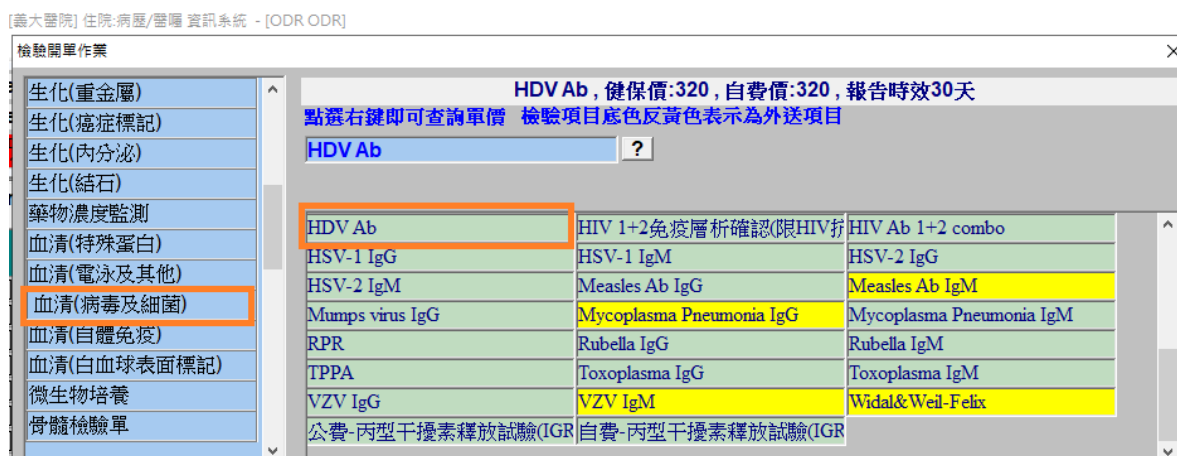 [義大醫院] 住院:病歷/醫囑 資訊系統 - [ODR ODR]
檢驗開單作業
生化(重金屬)
生化(癌症標記)
生化(內分泌)
生化(結石)
藥物濃度監測
血清(特殊蛋白)
血清(電泳及其他)
血清(病毒及細菌)
血清(自體免疫)
血清(白血球表面標記)
微生物培養
骨髓檢驗單
HDV Ab , 健保價:320 , 自費價:320 , 報告時效30天
點選右鍵即可查詢單價 檢驗項目底色反黃色表示為外送項目
HDV Ab ?
HDV Ab HIV 1+2免疫層析確認(限HIV抗 HIV Ab 1+2 combo
HSV-1 IgG HSV-1 IgM HSV-2 IgG
HSV-2 IgM Measles Ab IgG Measles Ab IgM
Mumps virus IgG Mycoplasma Pneumonia IgG Mycoplasma Pneumonia IgM
RPR Rubella IgG Rubella IgM
TPPA Toxoplasma IgG Toxoplasma IgM
VZV IgG VZV IgM Widal&Weil-Felix
公費-丙型干擾素釋放試驗(IGR 自費-丙型干擾素釋放試驗(IGR